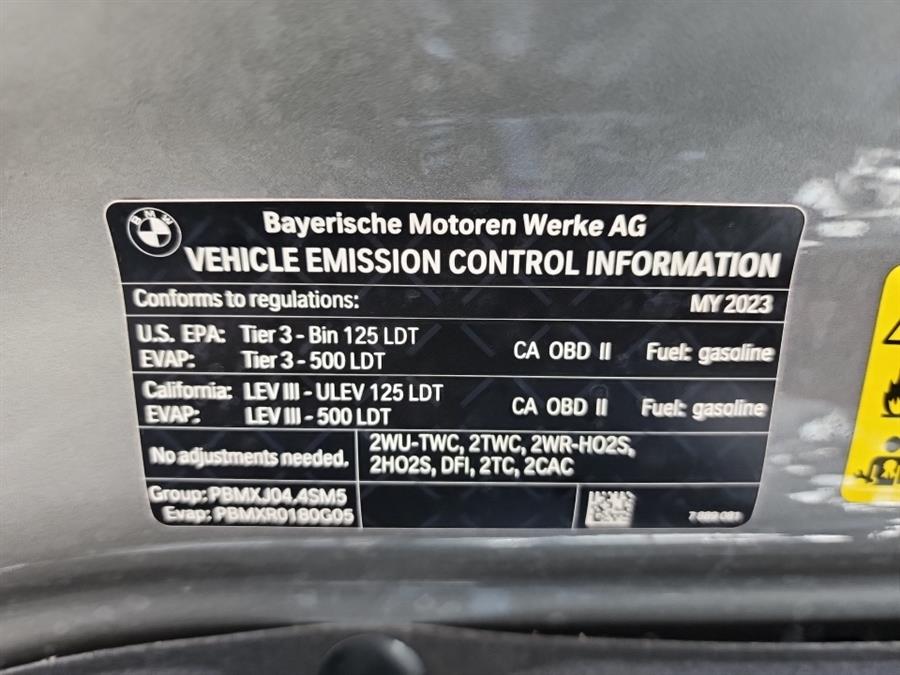 BMW
Bayerische Motoren Werke AG
VEHICLE EMISSION CONTROL INFORMATION
Conforms to regulations: MY 2023
U.S. EPA: Tier 3 - Bin 125 LDT
EVAP: Tier 3 - 500 LDT
CA OBD II Fuel: gasoline
California: LEV III - ULEV 125 LDT
EVAP: LEV III - 500 LDT
CA OBD II Fuel: gasoline
No adjustments needed.
2WU-TWC, 2TWC, 2WR-HO2S,
2HO2S, DFI, 2TC, 2CAC
Group: PBMXJ04.4SM5
Evap: PBMXR0180G05